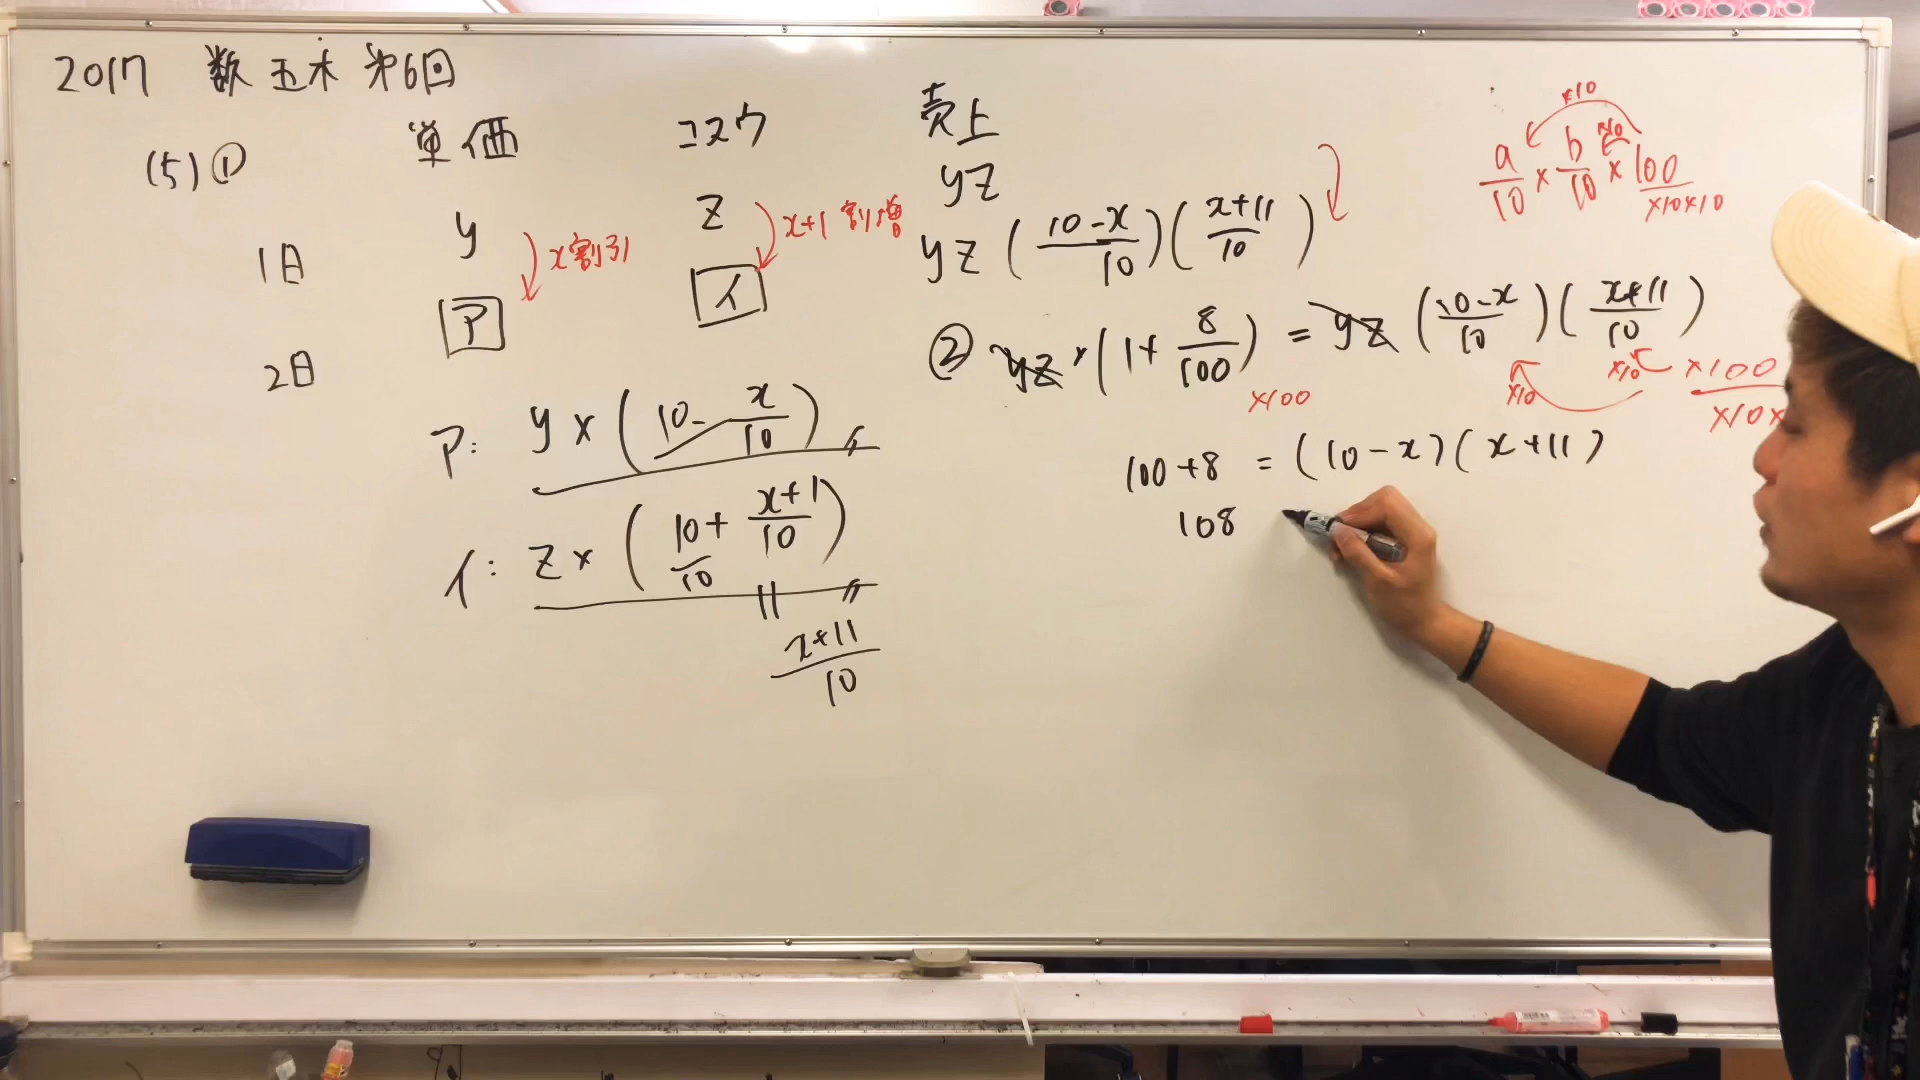 2017 数 五木 第6回
(5)①
単価
コスウ
売上
1日
y
z
yz
x割引
x+1割増
2日
ア
イ
yz((10-x)/10)((x+11)/10)
ア: y×(10-x/10)
イ: z×(10/10+(x+1)/10)
(x+11)/10
② yz×(1+8/100)=yz((10-x)/10)((x+11)/10)
×100
×10
×10
×100
100+8=(10-x)(x+11)
108
a/10×b/10×100
×10
×10
×10×10